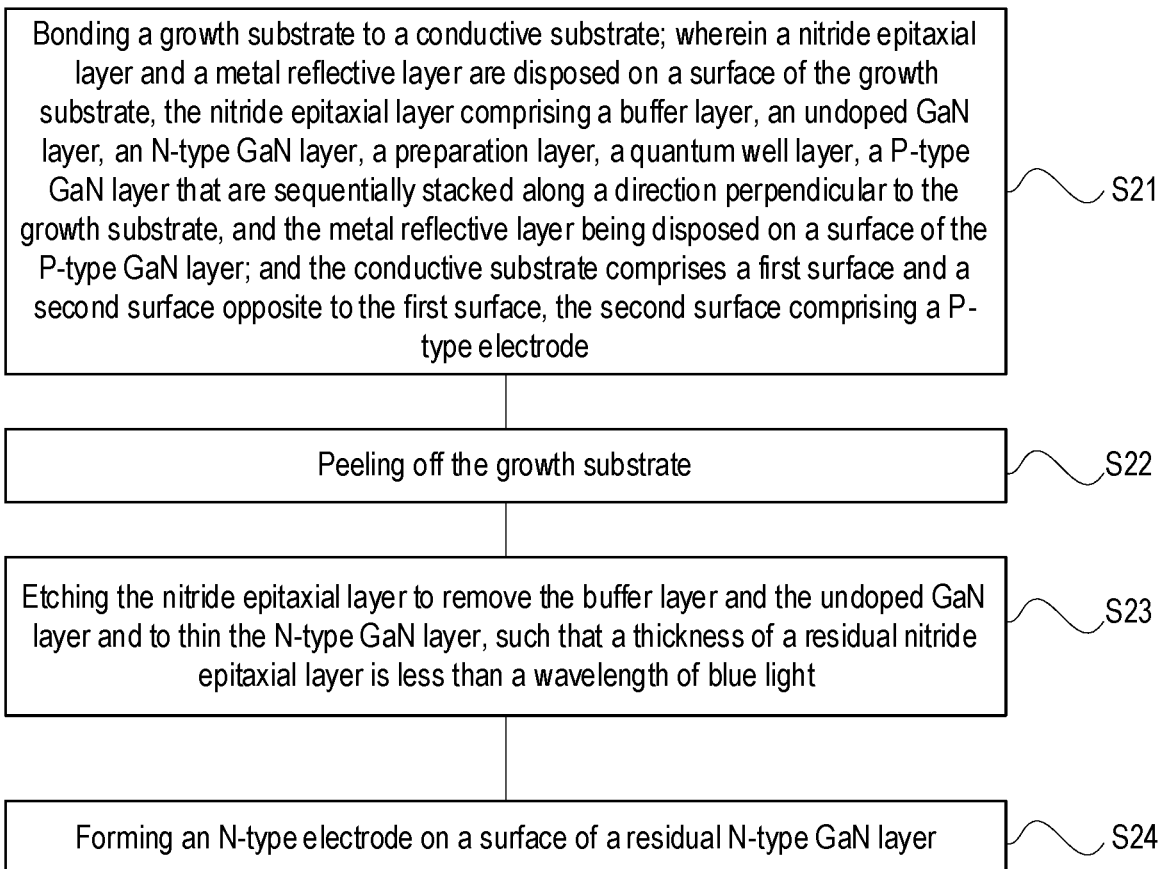 Bonding a growth substrate to a conductive substrate; wherein a nitride epitaxial
layer and a metal reflective layer are disposed on a surface of the growth
substrate, the nitride epitaxial layer comprising a buffer layer, an undoped GaN
layer, an N-type GaN layer, a preparation layer, a quantum well layer, a P-type
GaN layer that are sequentially stacked along a direction perpendicular to the
growth substrate, and the metal reflective layer being disposed on a surface of the
P-type GaN layer; and the conductive substrate comprises a first surface and a
second surface opposite to the first surface, the second surface comprising a P-
type electrode
S21
Peeling off the growth substrate
S22
Etching the nitride epitaxial layer to remove the buffer layer and the undoped GaN
layer and to thin the N-type GaN layer, such that a thickness of a residual nitride
epitaxial layer is less than a wavelength of blue light
S23
Forming an N-type electrode on a surface of a residual N-type GaN layer
S24